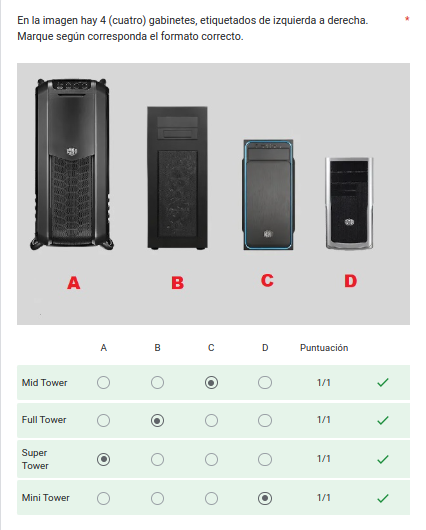 En la imagen hay 4 (cuatro) gabinetes, etiquetados de izquierda a derecha. *
Marque según corresponda el formato correcto.
A B C D
A B C D Puntuación
Mid Tower 1/1
Full Tower 1/1
Super
Tower 1/1
Mini Tower 1/1